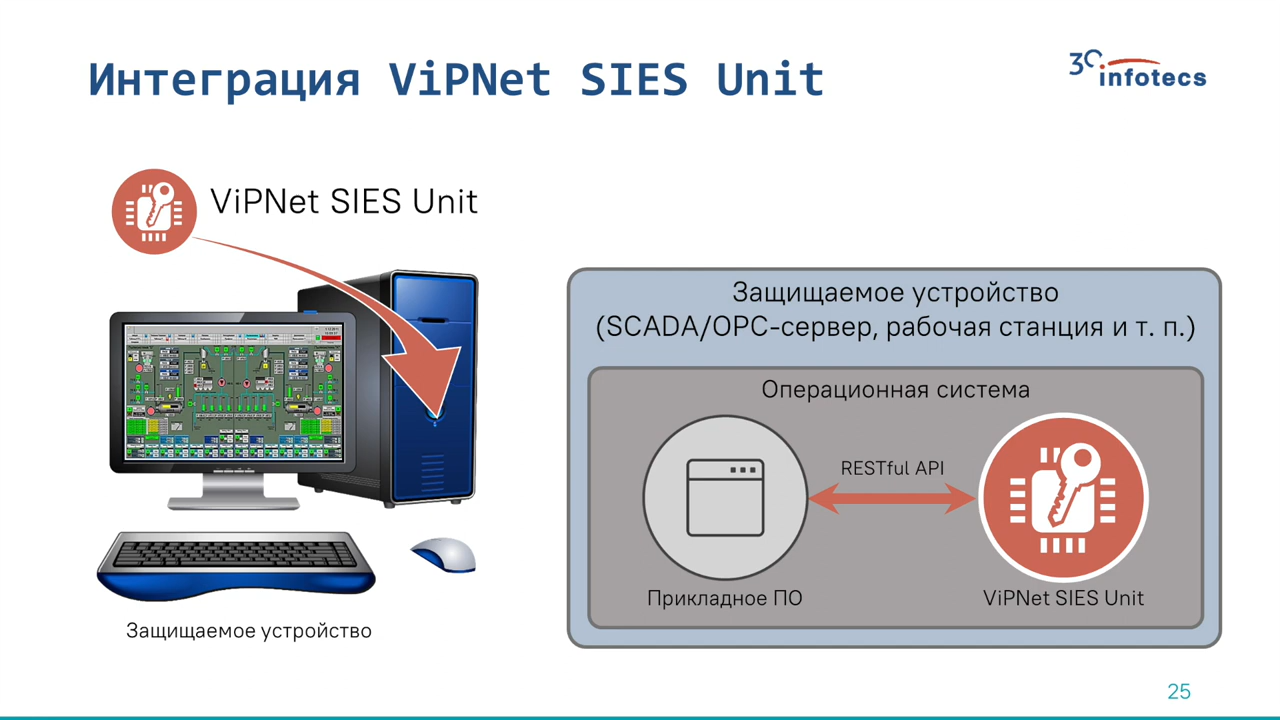 Интеграция ViPNet SIES Unit
30 infotecs
ViPNet SIES Unit
Защищаемое устройство
Защищаемое устройство
(SCADA/OPC-сервер, рабочая станция и т. п.)
Операционная система
RESTful API
Прикладное ПО
ViPNet SIES Unit
25